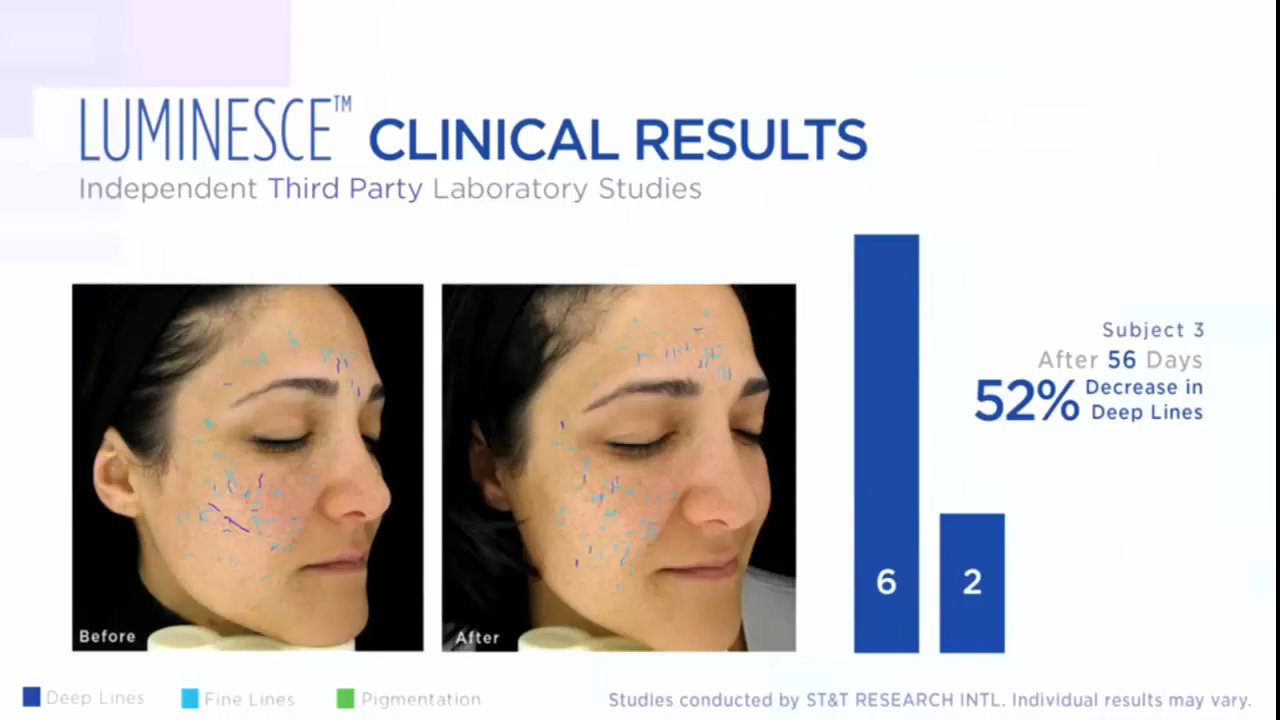 LUMINESCE™ CLINICAL RESULTS
Independent Third Party Laboratory Studies
Before
After
6
2
Subject 3
After 56 Days
52% Decrease in
Deep Lines
Deep Lines
Fine Lines
Pigmentation
Studies conducted by ST&T RESEARCH INTL. Individual results may vary.